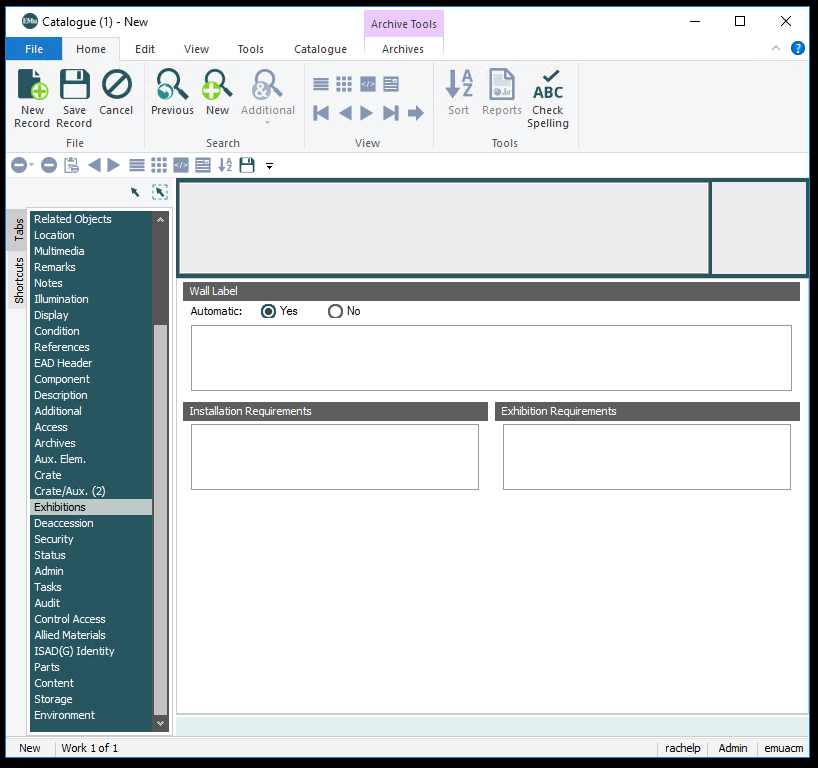 EMu Catalogue (1) - New
Archive Tools
File Home Edit View Tools Catalogue Archives
?
New Record
Save Record
Cancel
Previous
New
& Additional
</>
AZ Sort
Reports
ABC Check Spelling
File Search View Tools
</> AZ
Tabs
Shortcuts
Related Objects
Location
Multimedia
Remarks
Notes
Illumination
Display
Condition
References
EAD Header
Component
Description
Additional
Access
Archives
Aux. Elem.
Crate
Crate/Aux. (2)
Exhibitions
Deaccession
Security
Status
Admin
Tasks
Audit
Control Access
Allied Materials
ISAD(G) Identity
Parts
Content
Storage
Environment
Wall Label
Automatic: Yes No
Installation Requirements
Exhibition Requirements
New Work 1 of 1 rachelp Admin emuacm